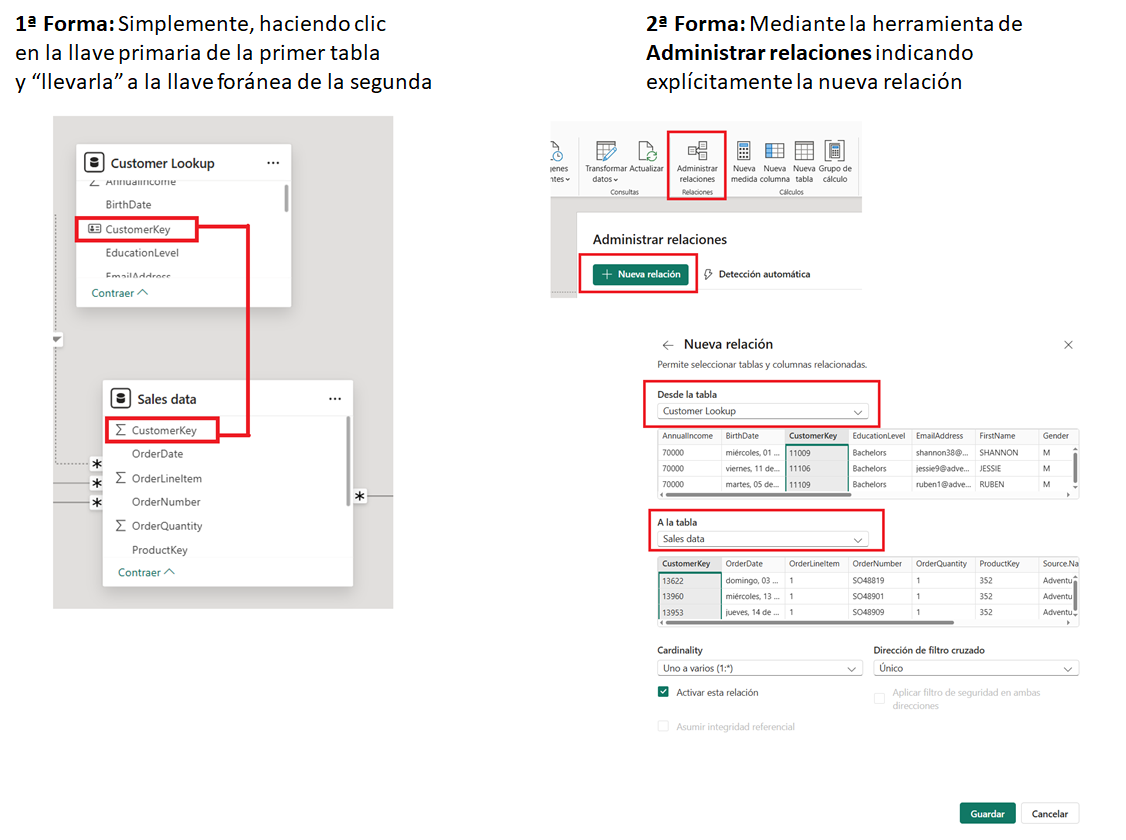 1ª Forma: Simplemente, haciendo clic
en la llave primaria de la primer tabla
y “llevarla” a la llave foránea de la segunda
Customer Lookup
AnnualIncome
BirthDate
CustomerKey
EducationLevel
EmailAddress
Contraer
Sales data
CustomerKey
OrderDate
OrderLineItem
OrderNumber
OrderQuantity
ProductKey
Contraer
2ª Forma: Mediante la herramienta de
Administrar relaciones indicando
explícitamente la nueva relación
Transformar Actualizar Administrar Nueva Nueva Nueva Grupo de
datos relaciones medida columna tabla cálculo
Consultas Relaciones Cálculos
Administrar relaciones
+ Nueva relación Detección automática
← Nueva relación ×
Permite seleccionar tablas y columnas relacionadas.
Desde la tabla
Customer Lookup
AnnualIncome BirthDate CustomerKey EducationLevel EmailAddress FirstName Gender
70000 miércoles, 01 ... 11009 Bachelors shannon38@... SHANNON M
70000 viernes, 11 de... 11106 Bachelors jessie9@adve... JESSIE M
70000 martes, 05 de... 11109 Bachelors ruben1@adve... RUBEN M
A la tabla
Sales data
CustomerKey OrderDate OrderLineItem OrderNumber OrderQuantity ProductKey Source.Na
13622 domingo, 03 ... 1 SO48819 1 352 Adventu
13960 miércoles, 13 ... 1 SO48901 1 352 Adventu
13953 jueves, 14 de ... 1 SO48909 1 352 Adventu
Cardinality Dirección de filtro cruzado
Uno a varios (1:*) Único
Activar esta relación Aplicar filtro de seguridad en ambas
direcciones
Asumir integridad referencial
Guardar Cancelar